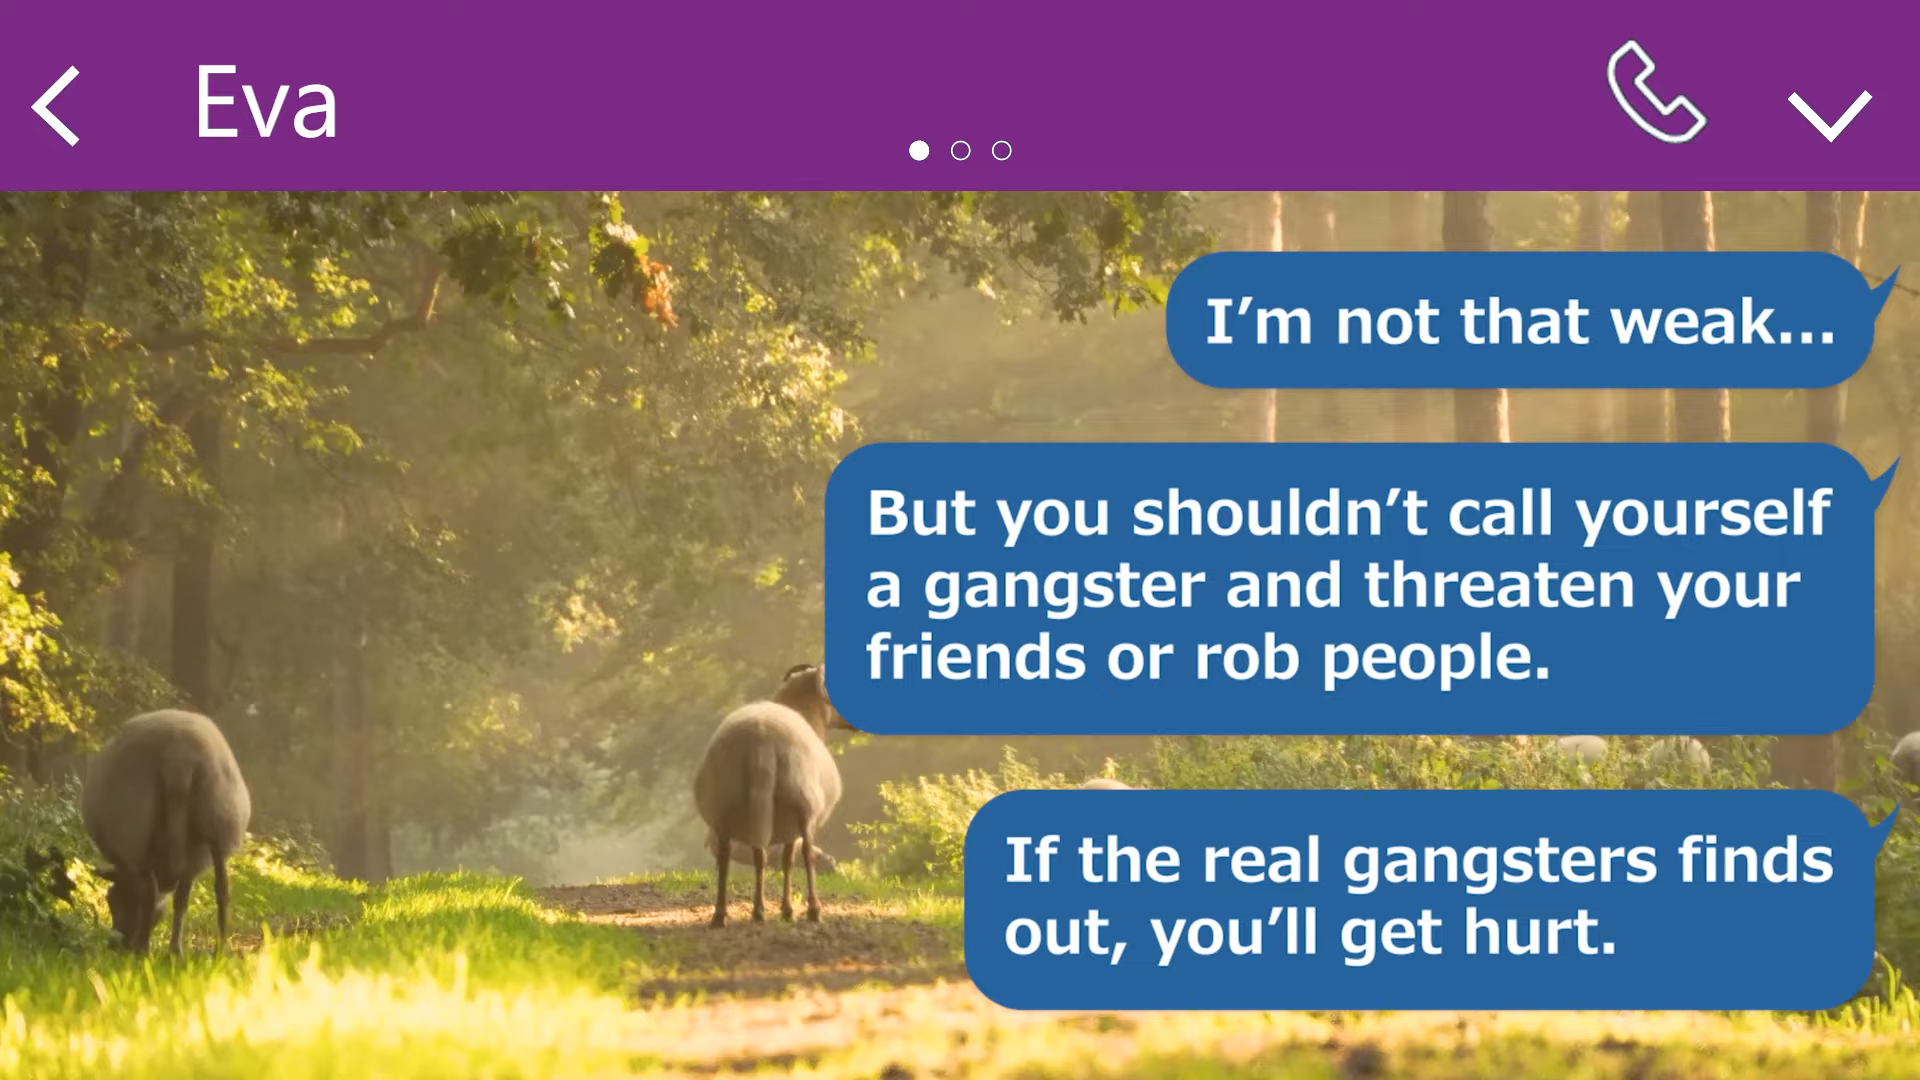 Eva
I’m not that weak...
But you shouldn’t call yourself
a gangster and threaten your
friends or rob people.
If the real gangsters finds
out, you’ll get hurt.